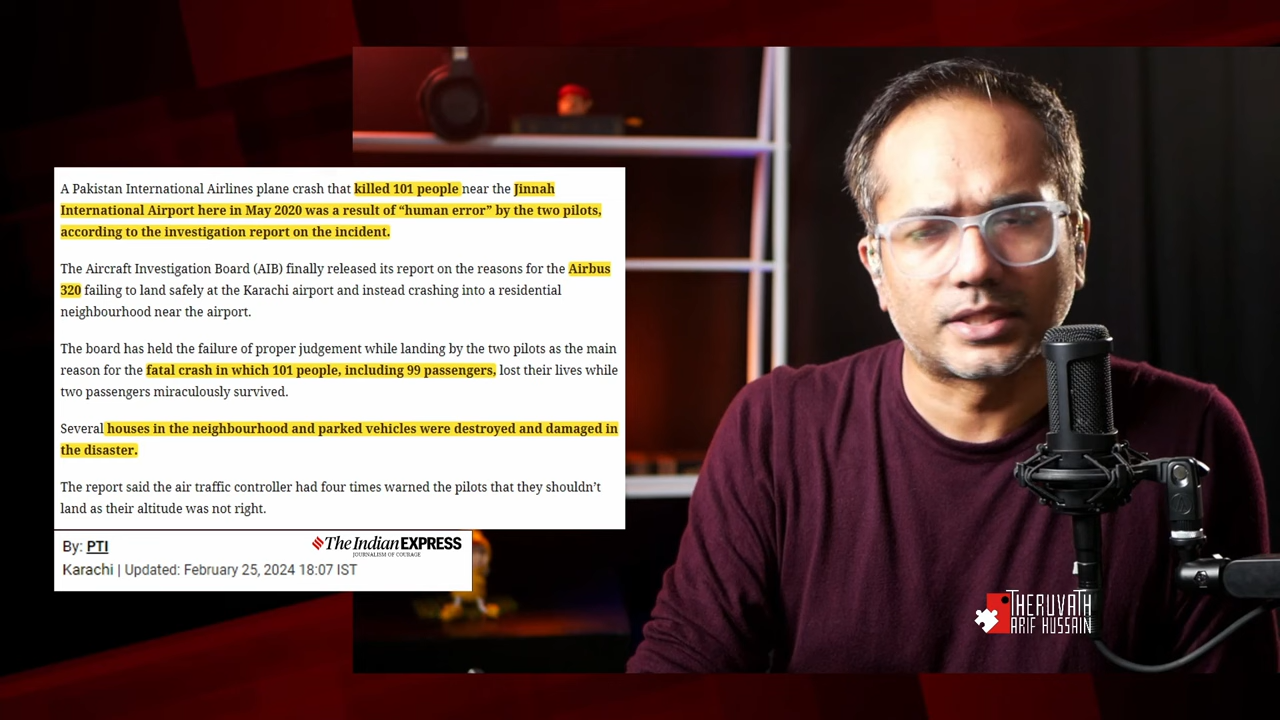 A Pakistan International Airlines plane crash that killed 101 people near the Jinnah
International Airport here in May 2020 was a result of “human error” by the two pilots,
according to the investigation report on the incident.
The Aircraft Investigation Board (AIB) finally released its report on the reasons for the Airbus
320 failing to land safely at the Karachi airport and instead crashing into a residential
neighbourhood near the airport.
The board has held the failure of proper judgement while landing by the two pilots as the main
reason for the fatal crash in which 101 people, including 99 passengers, lost their lives while
two passengers miraculously survived.
Several houses in the neighbourhood and parked vehicles were destroyed and damaged in
the disaster.
The report said the air traffic controller had four times warned the pilots that they shouldn’t
land as their altitude was not right.
By: PTI
The Indian EXPRESS
JOURNALISM OF COURAGE
Karachi | Updated: February 25, 2024 18:07 IST
THERUVATH
ARIF HUSSAIN